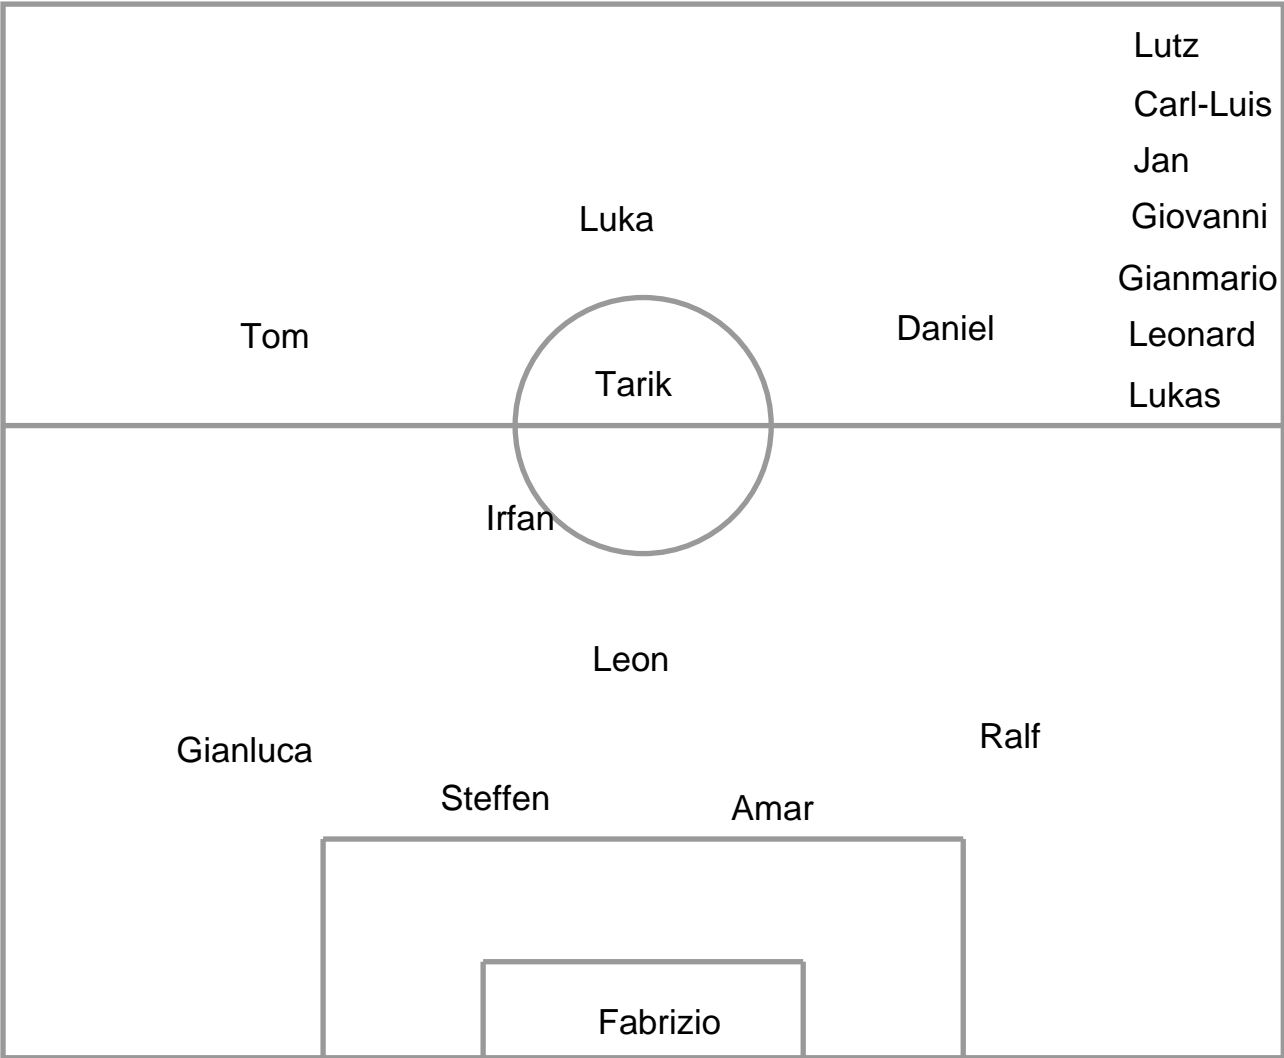 Lutz
Carl-Luis
Jan
Giovanni
Luka
Gianmario
Daniel
Leonard
Tom
Tarik
Lukas
Irfan
Leon
Ralf
Gianluca
Steffen
Amar
Fabrizio